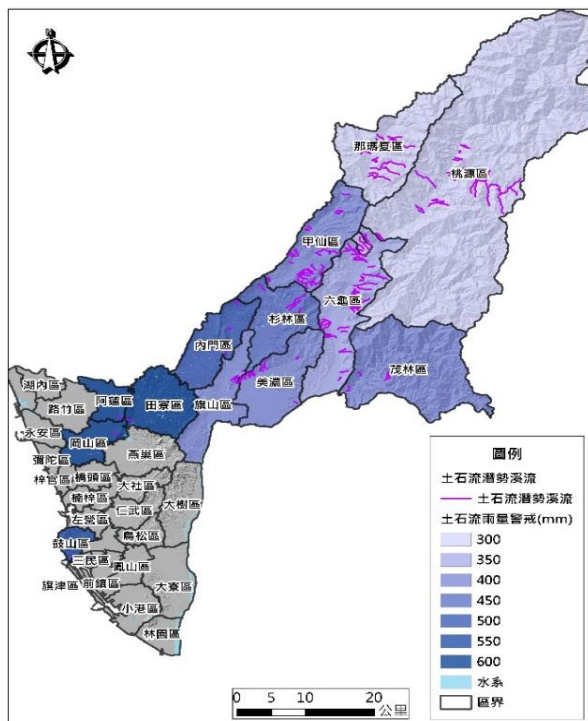 那瑪夏區
桃源區
甲仙區
六龜區
杉林區
內門區
茂林區
美濃區
旗山區
湖內區
阿蓮區
田寮區
路竹區
永安區
岡山區
燕巢區
彌陀區
梓官區
橋頭區
大社區
大樹區
楠梓區
仁武區
左營區
鳥松區
鼓山區
三民區
鳳山區
大寮區
旗津區
前鎮區
小港區
林園區
圖例
土石流潛勢溪流
土石流潛勢溪流
土石流雨量警戒(mm)
300
350
400
450
500
550
600
水系
區界
0 5 10 20
公里